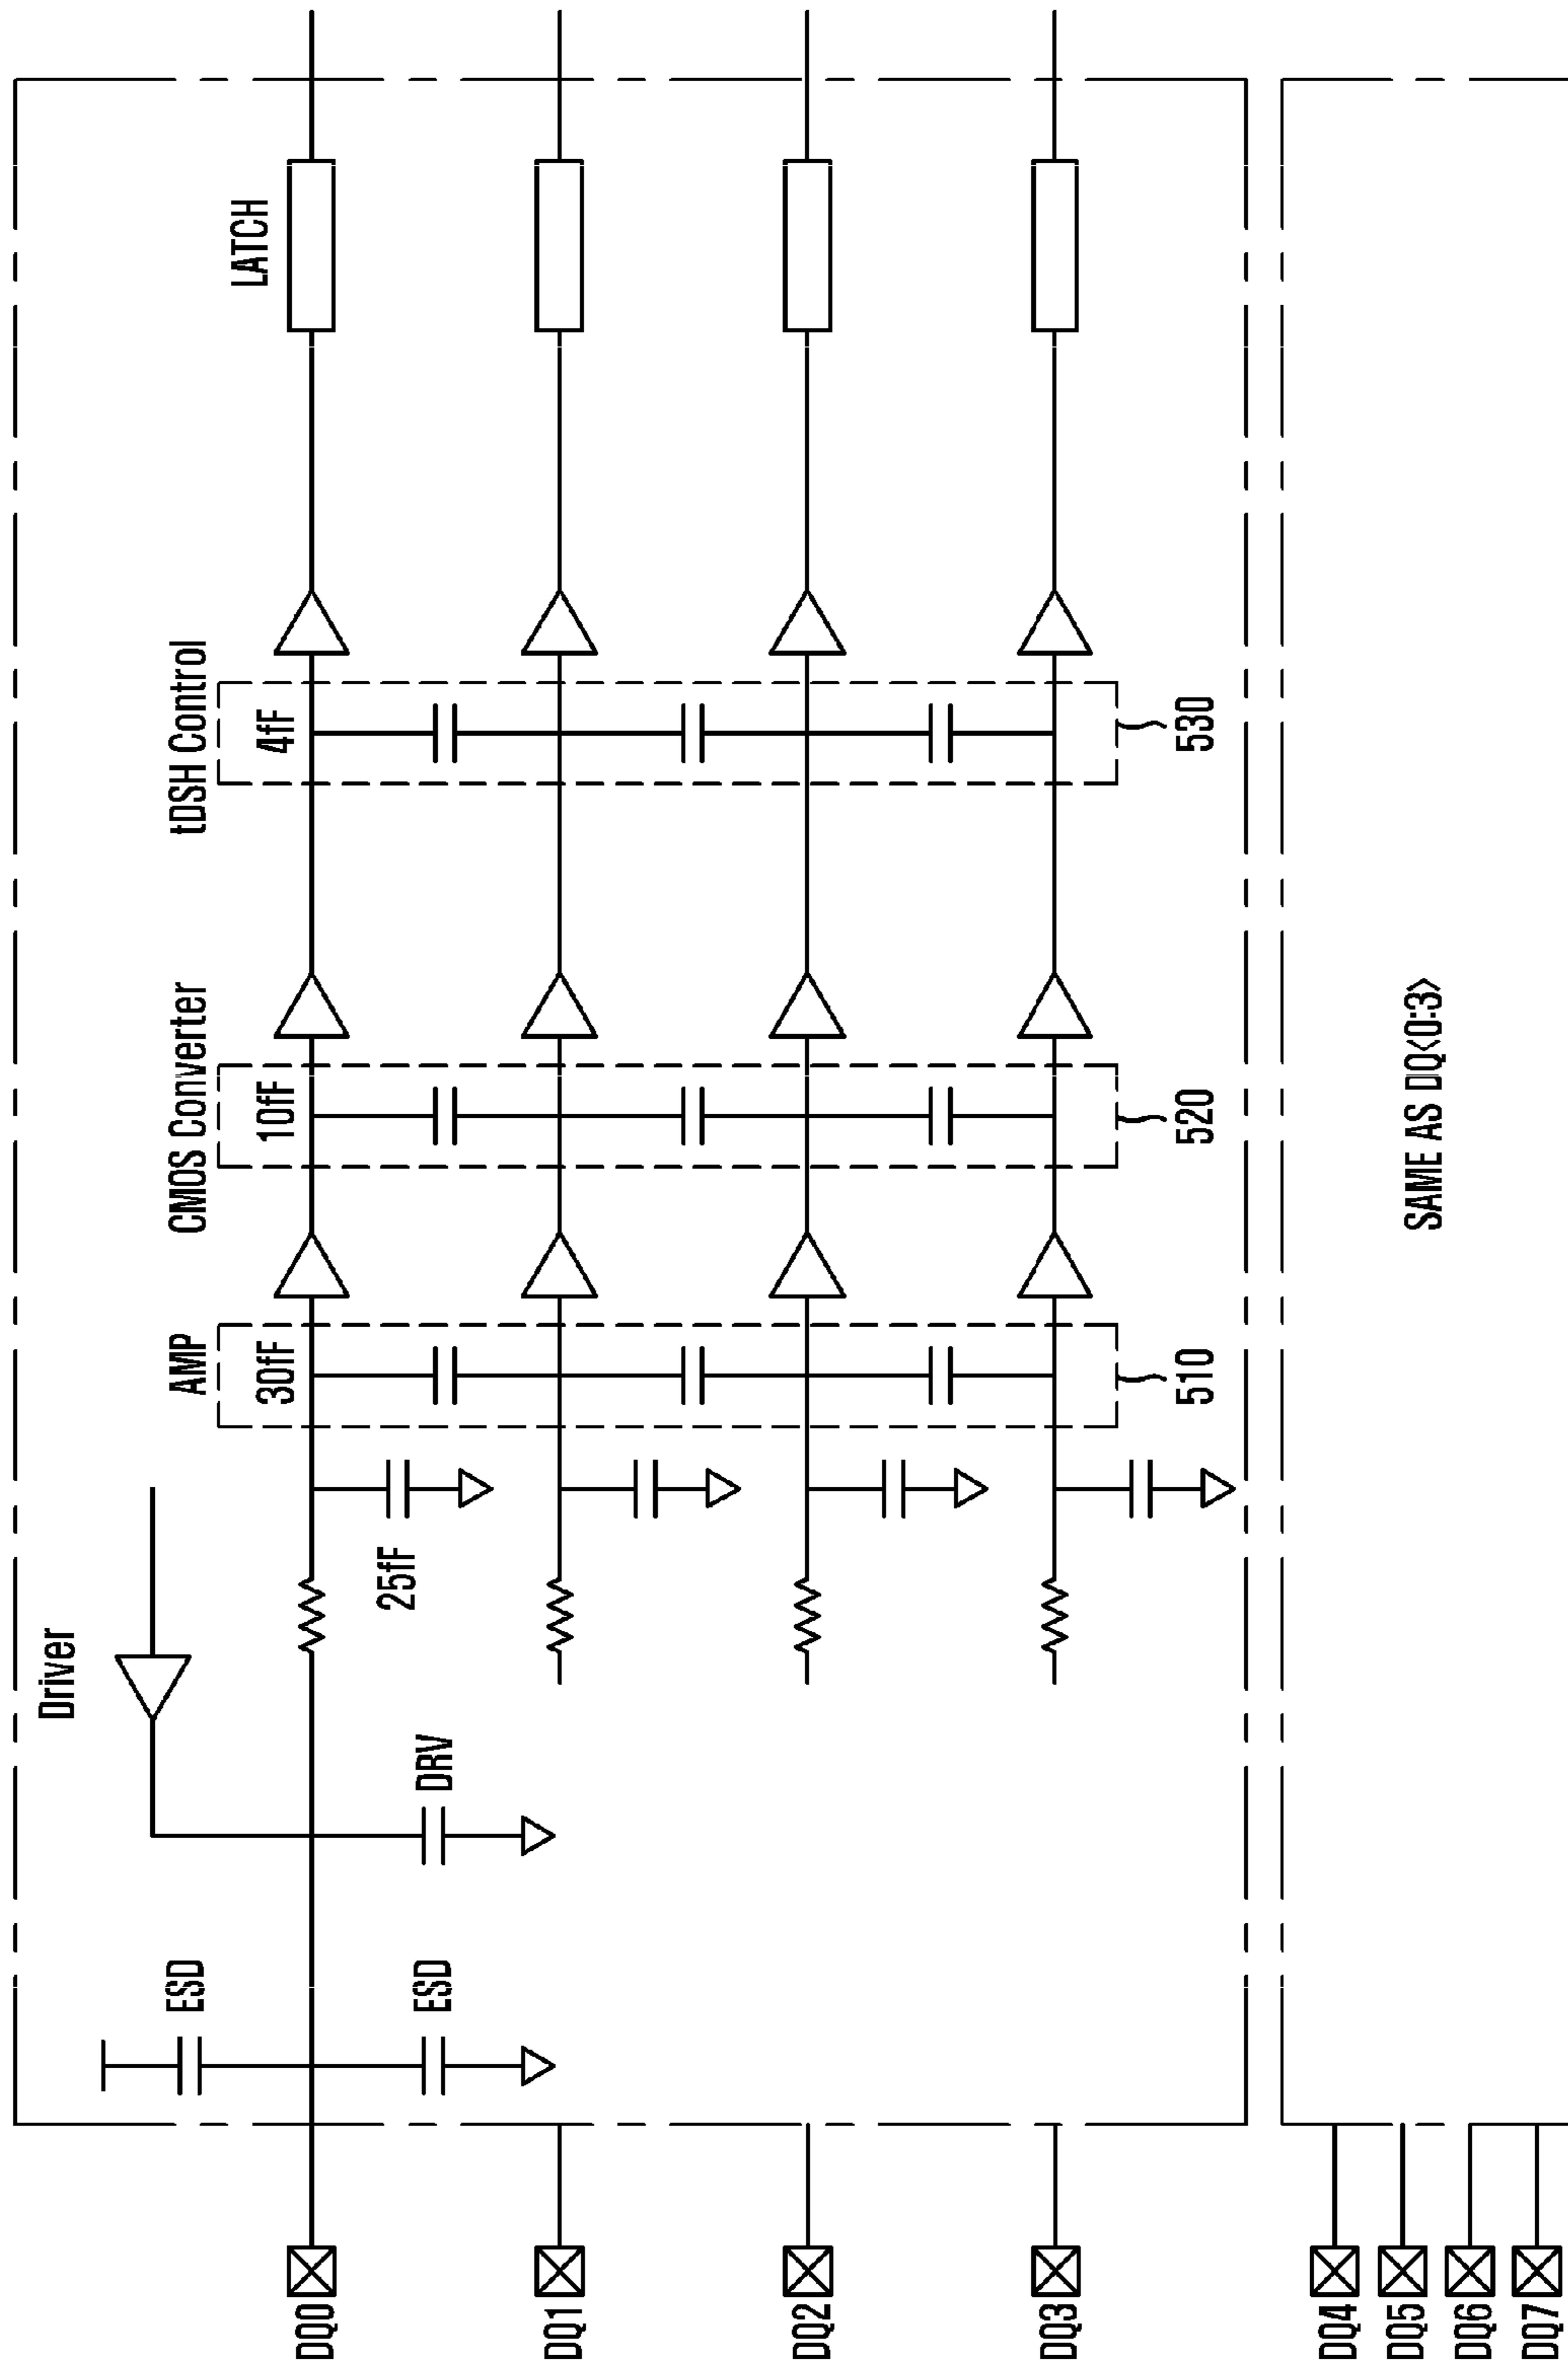 DQ0
DQ1
DQ2
DQ3
DQ4
DQ5
DQ6
DQ7
ESD
ESD
Driver
DRV
25fF
AMP
30fF
510
CMOS Converter
10fF
520
tDSH Control
4fF
530
LATCH
SAME AS DQ<0:3>